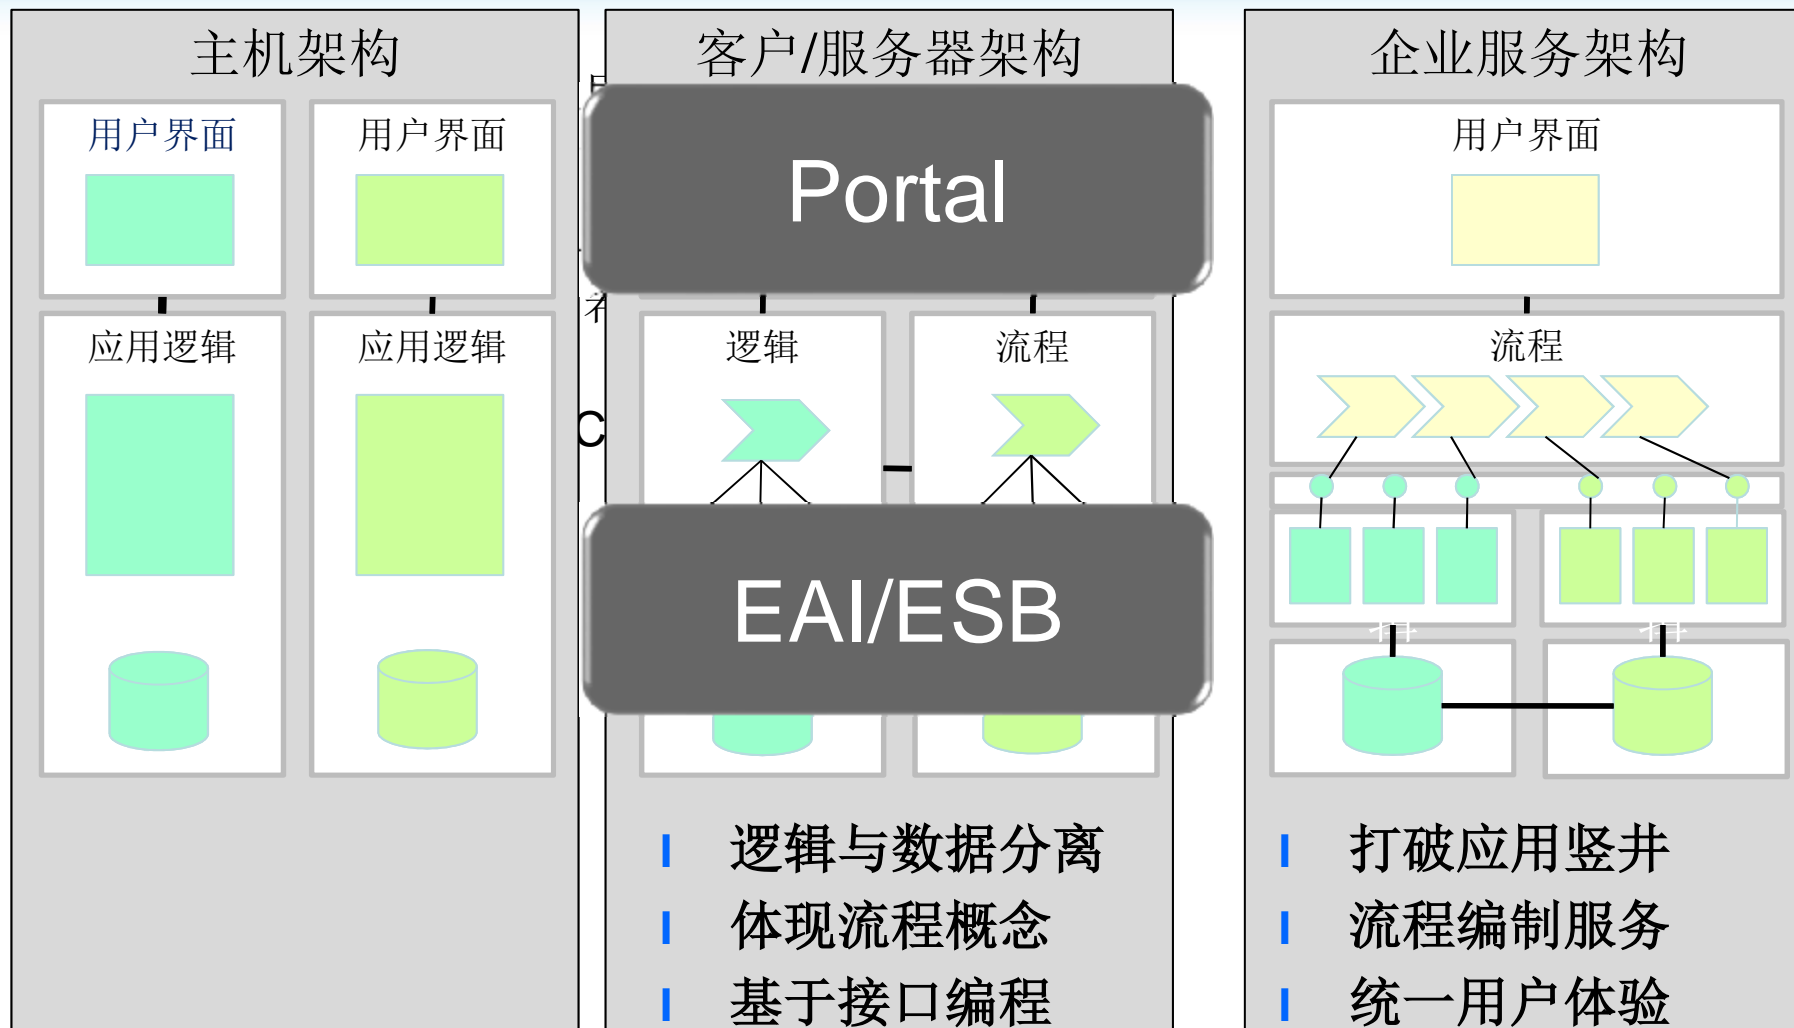 主机架构
用户界面
用户界面
应用逻辑
应用逻辑
客户/服务器架构
Portal
逻辑
流程
C
EAI/ESB
逻辑与数据分离
体现流程概念
基于接口编程
企业服务架构
用户界面
流程
打破应用竖井
流程编制服务
统一用户体验